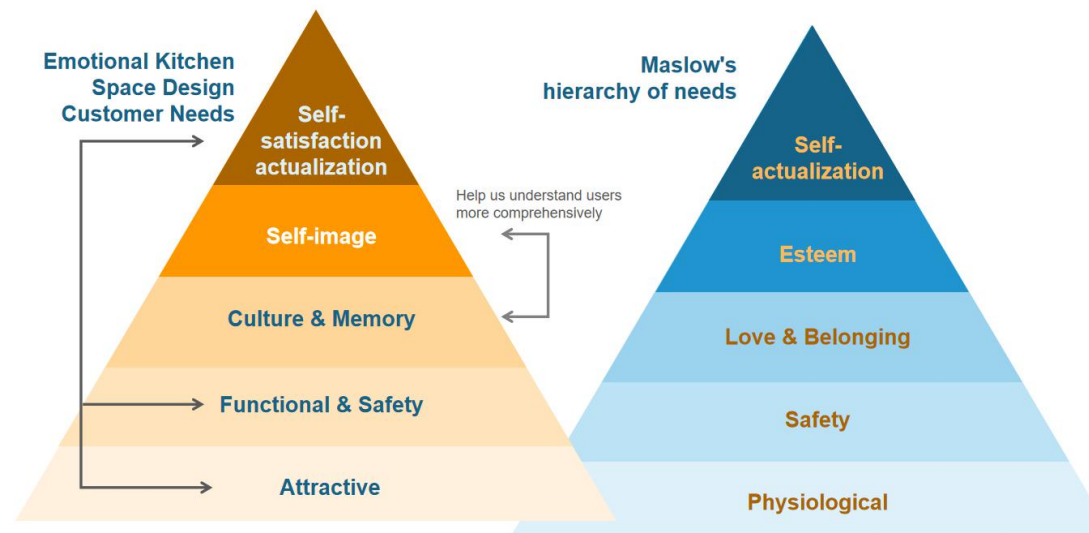 Emotional Kitchen
Space Design
Customer Needs
Self-
satisfaction
actualization
Self-image
Culture & Memory
Functional & Safety
Attractive
Help us understand users
more comprehensively
Maslow's
hierarchy of needs
Self-
actualization
Esteem
Love & Belonging
Safety
Physiological